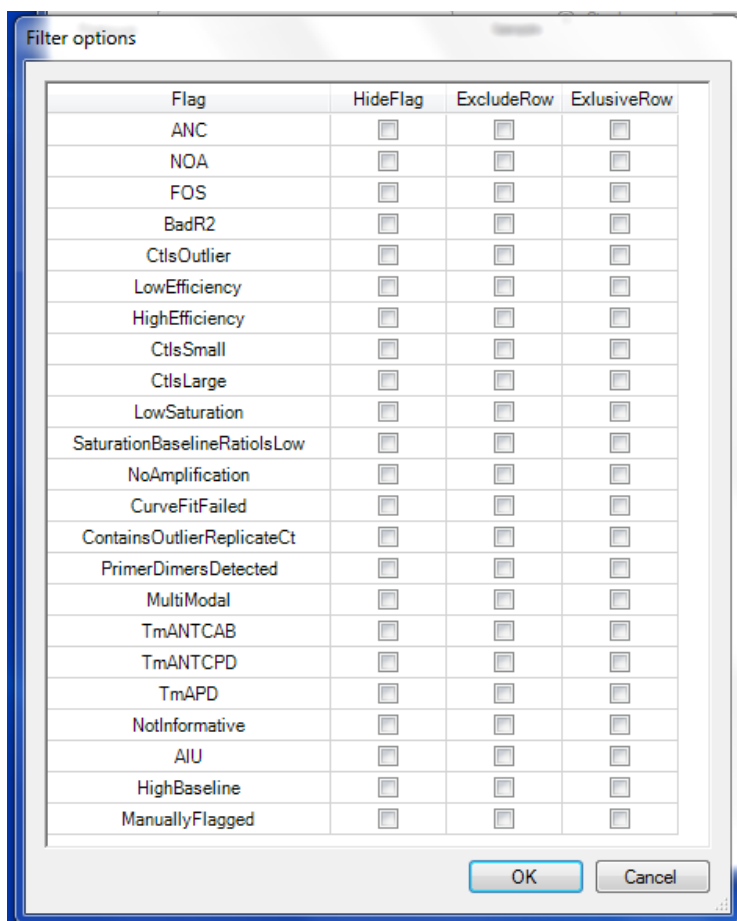 Filter options
Flag HideFlag ExcludeRow ExlusiveRow
ANC
NOA
FOS
BadR2
CtIsOutlier
LowEfficiency
HighEfficiency
CtIsSmall
CtIsLarge
LowSaturation
SaturationBaselineRatioIsLow
NoAmplification
CurveFitFailed
ContainsOutlierReplicateCt
PrimerDimersDetected
MultiModal
TmANTCAB
TmANTCPD
TmAPD
NotInformative
AIU
HighBaseline
ManuallyFlagged
OK Cancel